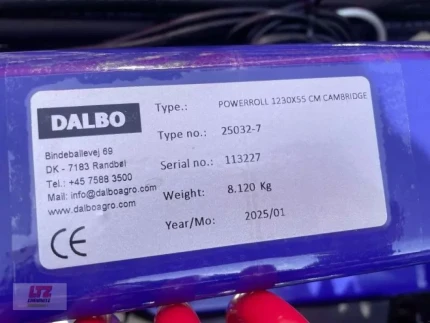 DALBO
Bindeballevej 69
DK - 7183 Randbøl
Tel.: +45 7588 3500
Mail: info@dalboagro.com
www.dalboagro.com
CE
Type.: POWERROLL 1230X55 CM CAMBRIDGE
Type no.: 25032-7
Serial no.: 113227
Weight: 8.120 Kg
Year/Mo: 2025/01
LTZ